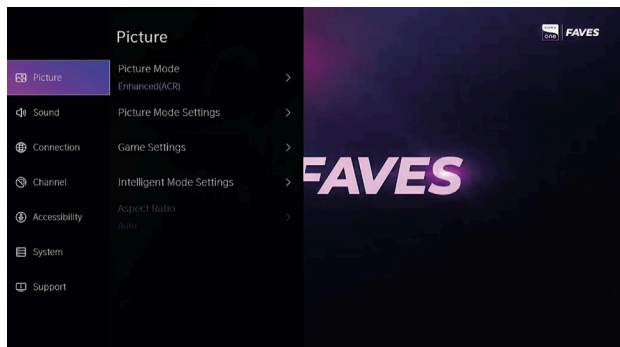 Picture
Picture
Sound
Connection
Channel
Accessibility
System
Support
Picture Mode
Enhanced(ACR)
Picture Mode Settings
Game Settings
Intelligent Mode Settings
Aspect Ratio
Auto
one FAVES
FAVES